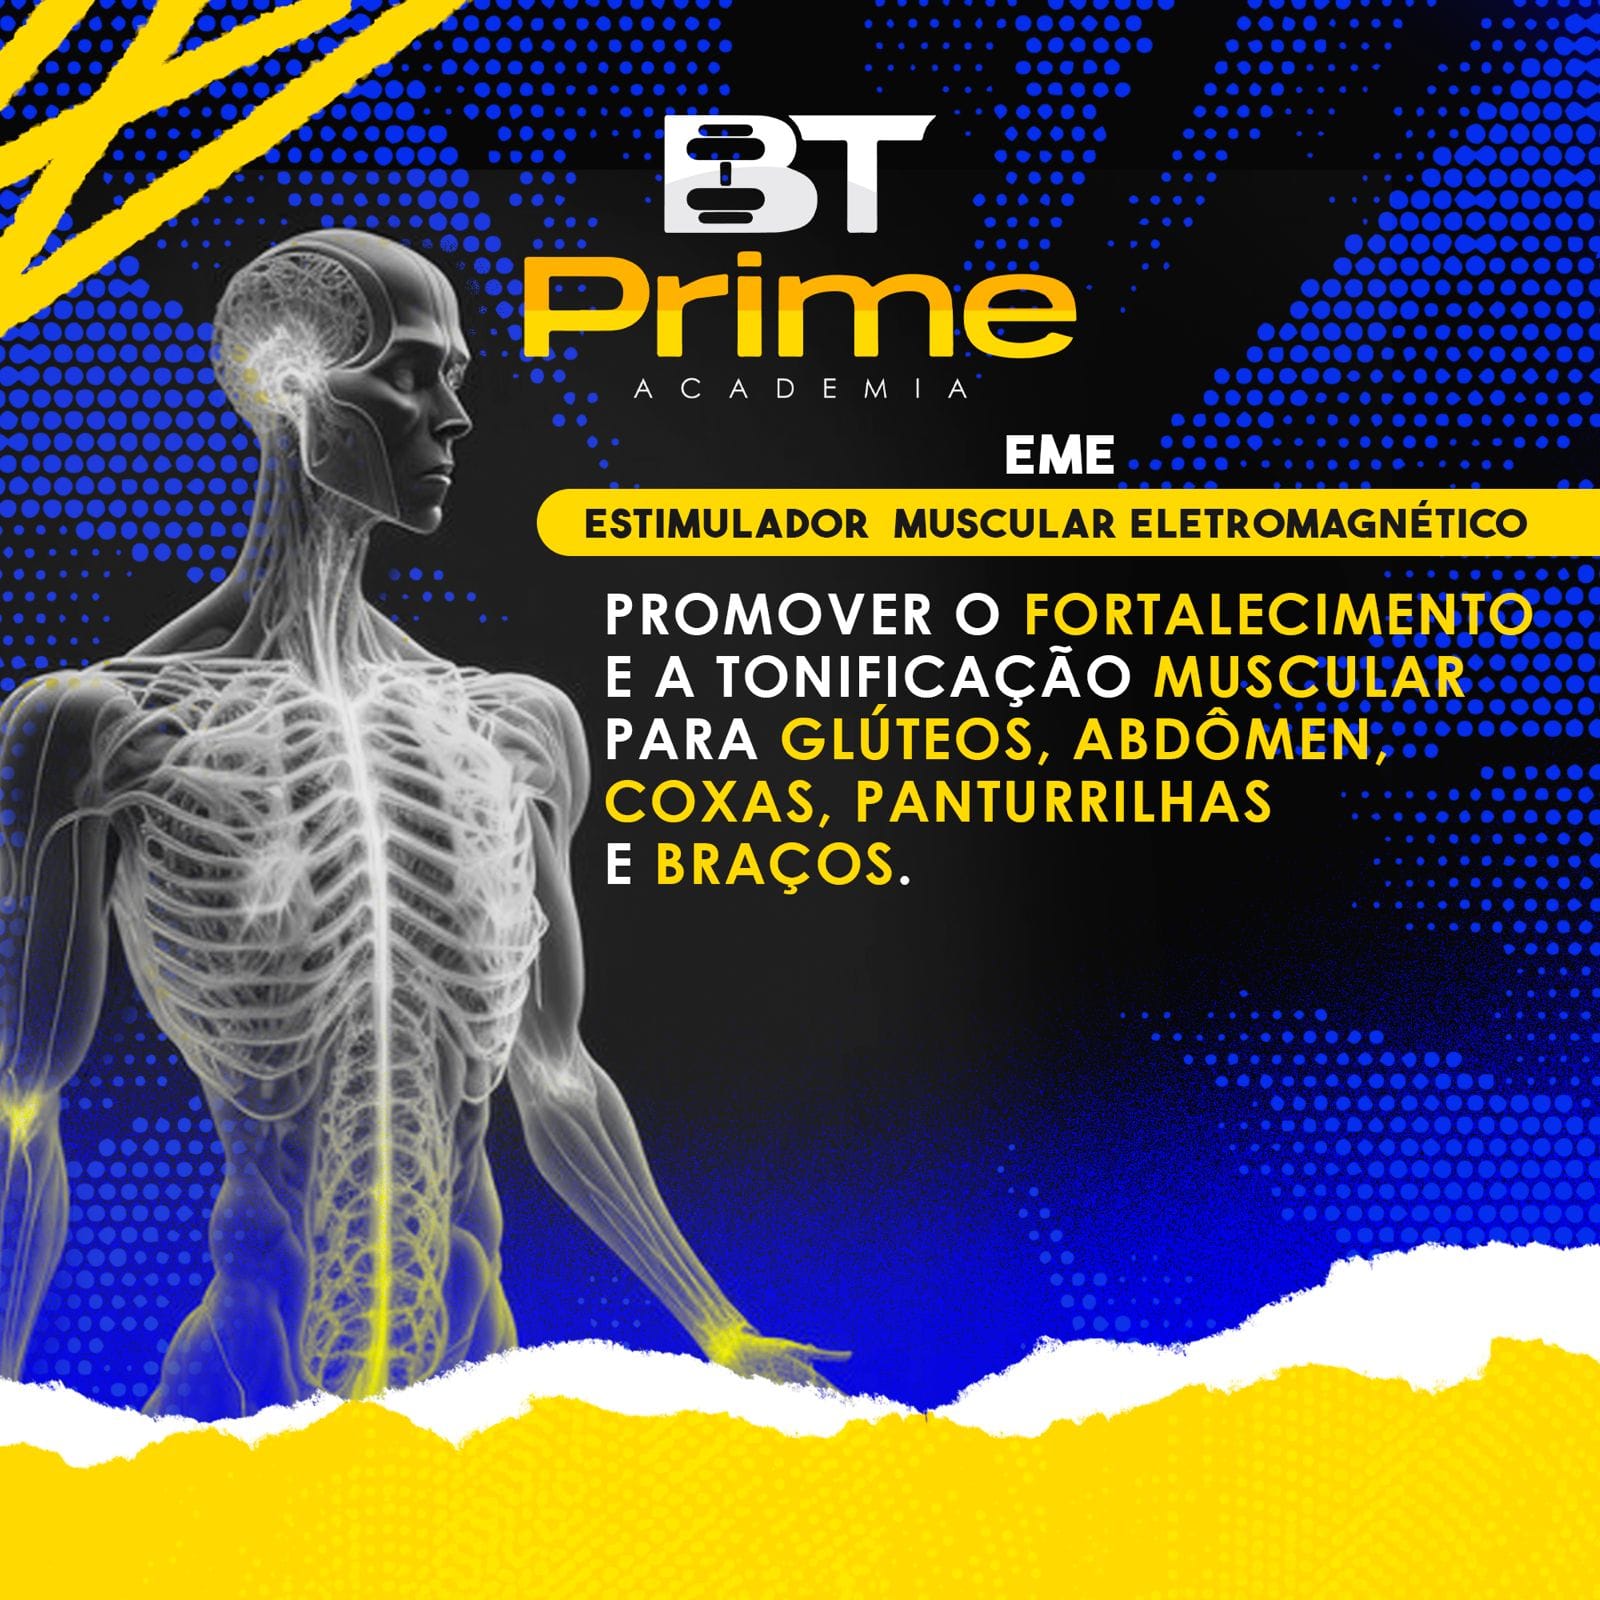 BT
Prime
ACADEMIA
EME
ESTIMULADOR MUSCULAR ELETROMAGNÉTICO
PROMOVER O FORTALECIMENTO
E A TONIFICAÇÃO MUSCULAR
PARA GLÚTEOS, ABDÔMEN,
COXAS, PANTURRILHAS
E BRAÇOS.